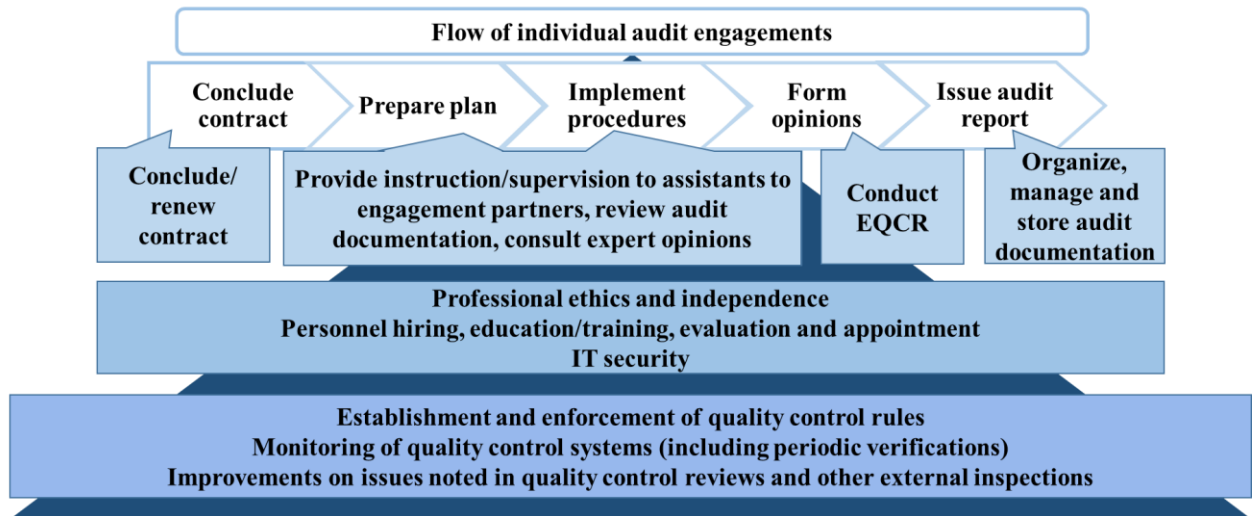 Flow of individual audit engagements
Conclude
contract
Prepare plan
Implement
procedures
Form
opinions
Issue audit
report
Conclude/
renew
contract
Provide instruction/supervision to assistants to
engagement partners, review audit
documentation, consult expert opinions
Conduct
EQCR
Organize,
manage and
store audit
documentation
Professional ethics and independence
Personnel hiring, education/training, evaluation and appointment
IT security
Establishment and enforcement of quality control rules
Monitoring of quality control systems (including periodic verifications)
Improvements on issues noted in quality control reviews and other external inspections